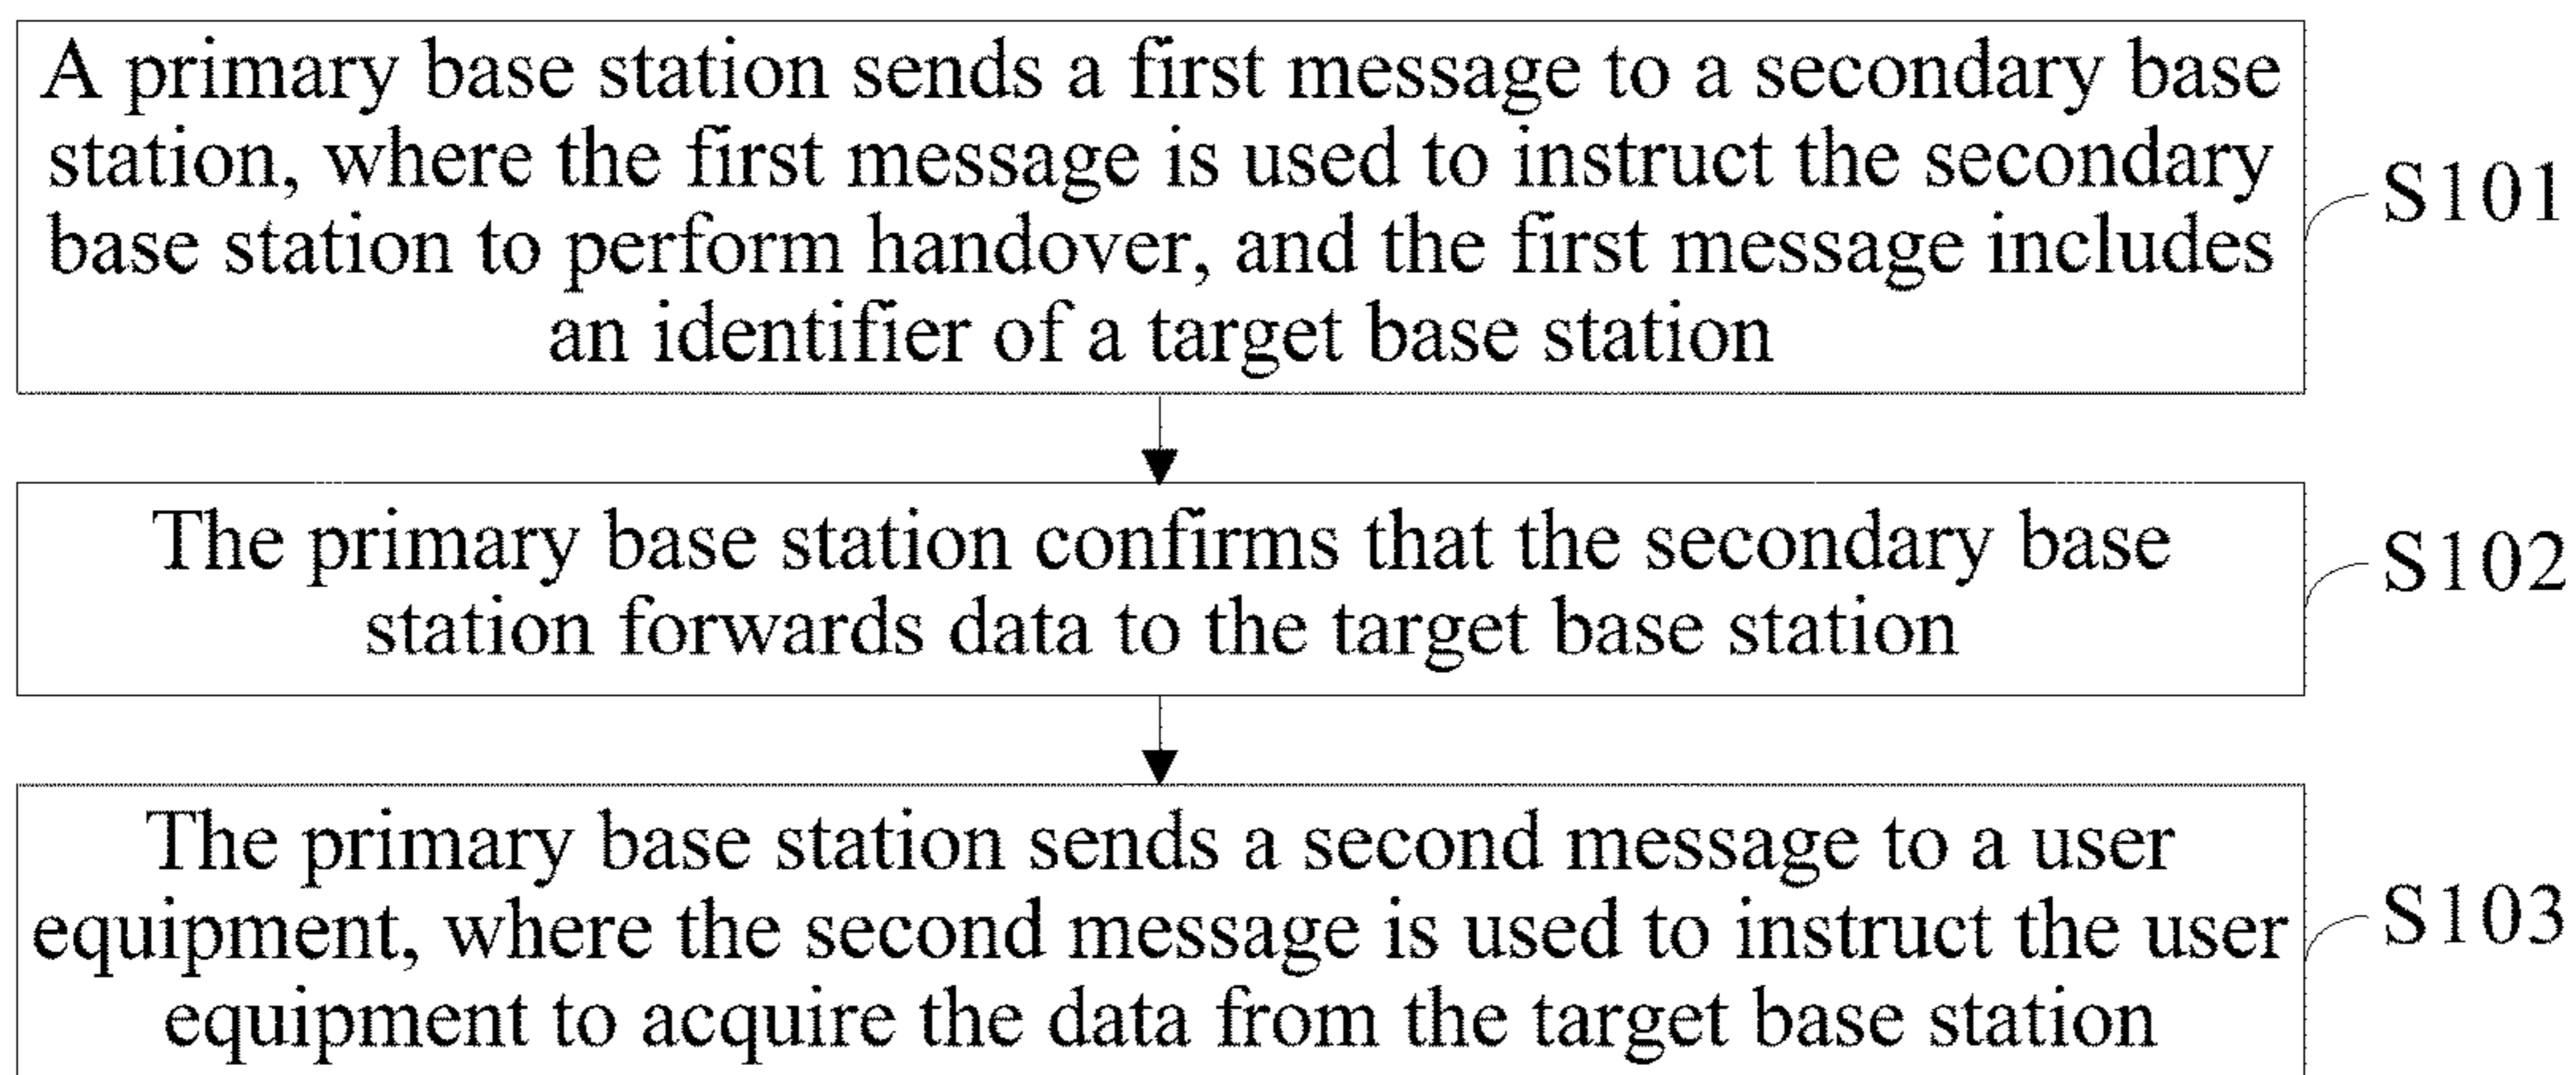 A primary base station sends a first message to a secondary base
station, where the first message is used to instruct the secondary
base station to perform handover, and the first message includes
an identifier of a target base station
S101
The primary base station confirms that the secondary base
station forwards data to the target base station
S102
The primary base station sends a second message to a user
equipment, where the second message is used to instruct the user
equipment to acquire the data from the target base station
S103